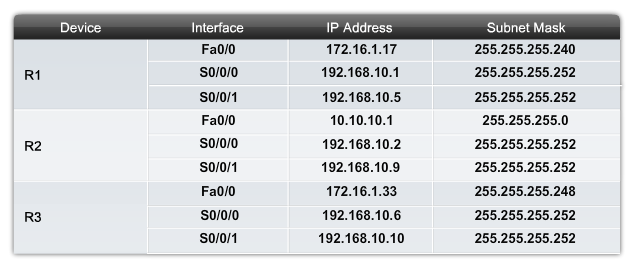 Device Interface IP Address Subnet Mask
R1
Fa0/0 172.16.1.17 255.255.255.240
S0/0/0 192.168.10.1 255.255.255.252
S0/0/1 192.168.10.5 255.255.255.252
R2
Fa0/0 10.10.10.1 255.255.255.0
S0/0/0 192.168.10.2 255.255.255.252
S0/0/1 192.168.10.9 255.255.255.252
R3
Fa0/0 172.16.1.33 255.255.255.248
S0/0/0 192.168.10.6 255.255.255.252
S0/0/1 192.168.10.10 255.255.255.252